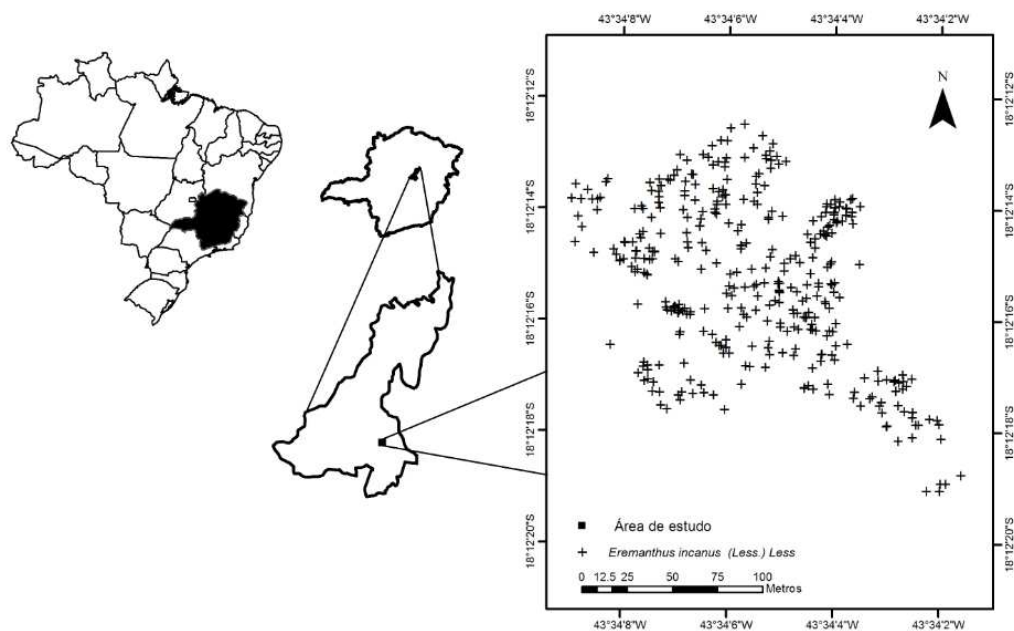 43°34'8"W 43°34'6"W 43°34'4"W 43°34'2"W
18°12'12"S 18°12'12"S
N
18°12'14"S 18°12'14"S
18°12'16"S 18°12'16"S
18°12'18"S 18°12'18"S
Área de estudo
18°12'20"S 18°12'20"S
Eremanthus incanus (Less.) Less
0 12.5 25 50 75 100
Metros
43°34'8"W 43°34'6"W 43°34'4"W 43°34'2"W